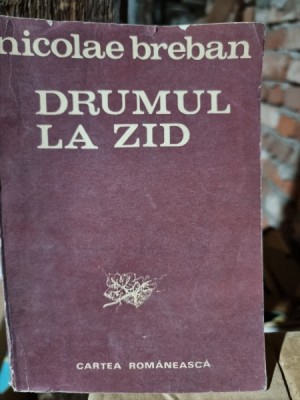 nicolae breban
DRUMUL
LA ZID
CARTEA ROMÂNEASCĂ